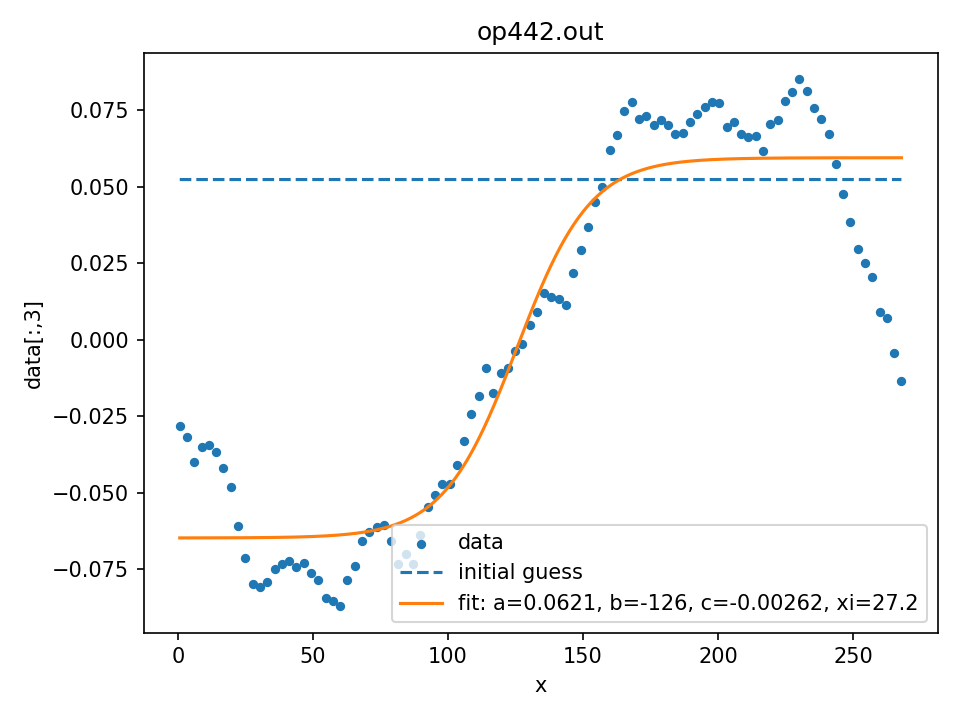 op442.out
data[:,3]
0.075
0.050
0.025
0.000
−0.025
−0.050
−0.075
data
initial guess
fit: a=0.0621, b=-126, c=-0.00262, xi=27.2
0 50 100 150 200 250
x